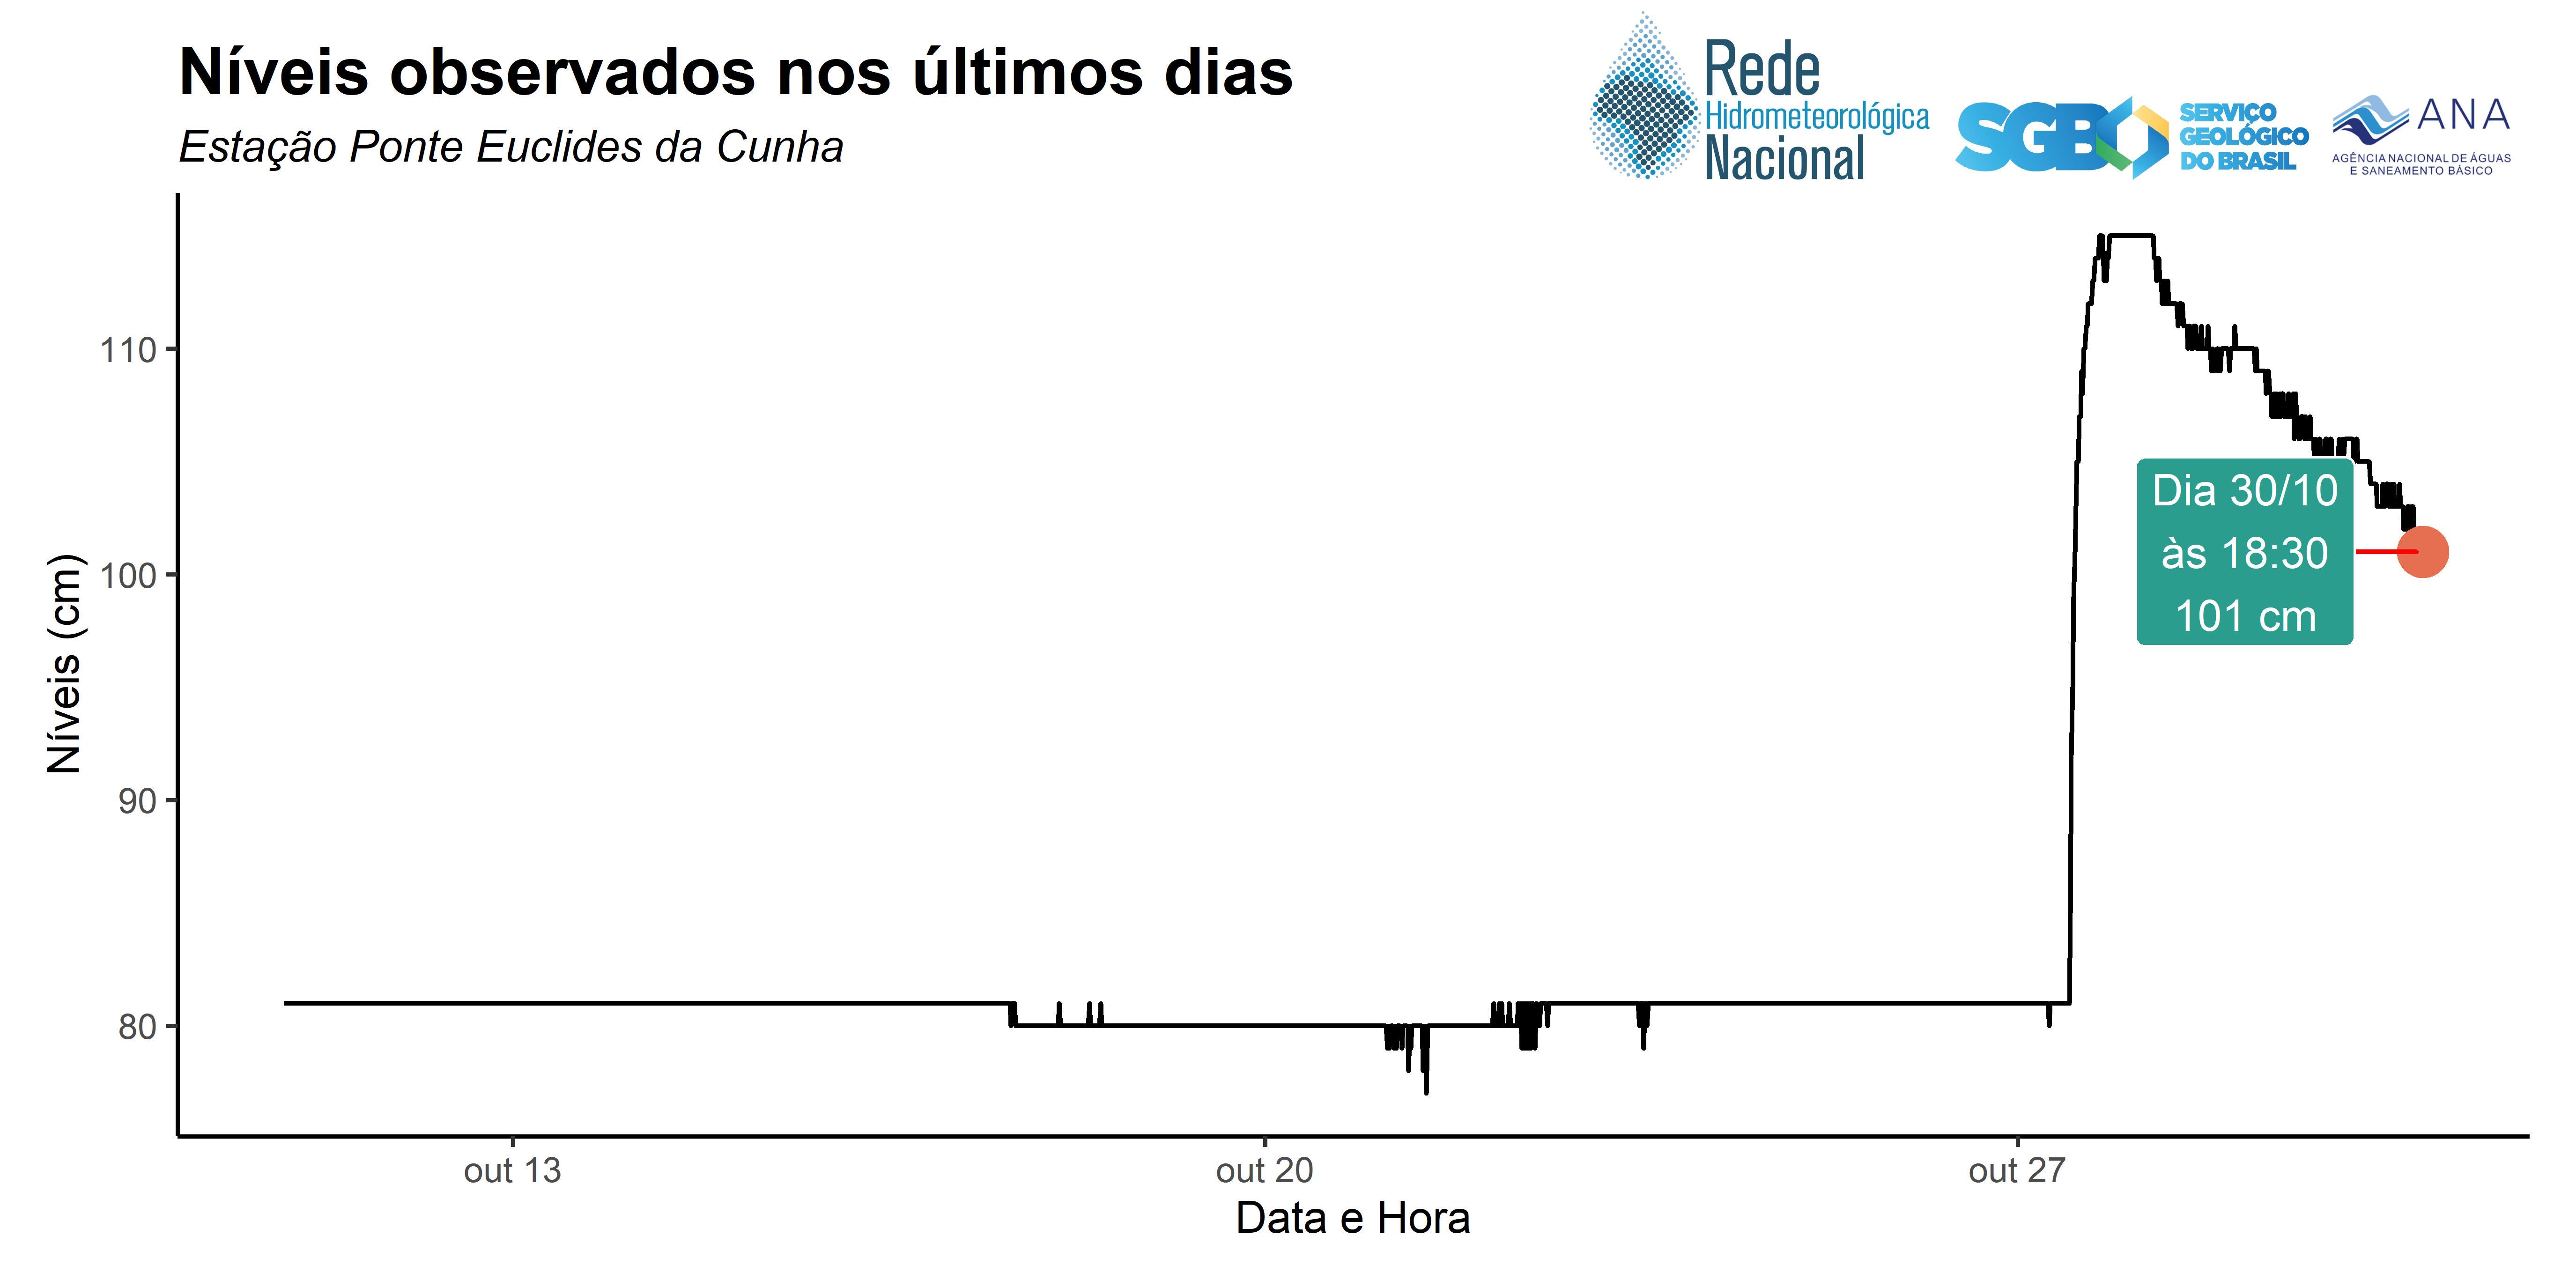 Níveis observados nos últimos dias
Estação Ponte Euclides da Cunha
Rede
Hidrometeorológica
Nacional
SGB
SERVIÇO
GEOLÓGICO
DO BRASIL
ANA
AGÊNCIA NACIONAL DE ÁGUAS
E SANEAMENTO BÁSICO
Níveis (cm)
110
100
90
80
Dia 30/10
às 18:30
101 cm
out 13
out 20
out 27
Data e Hora